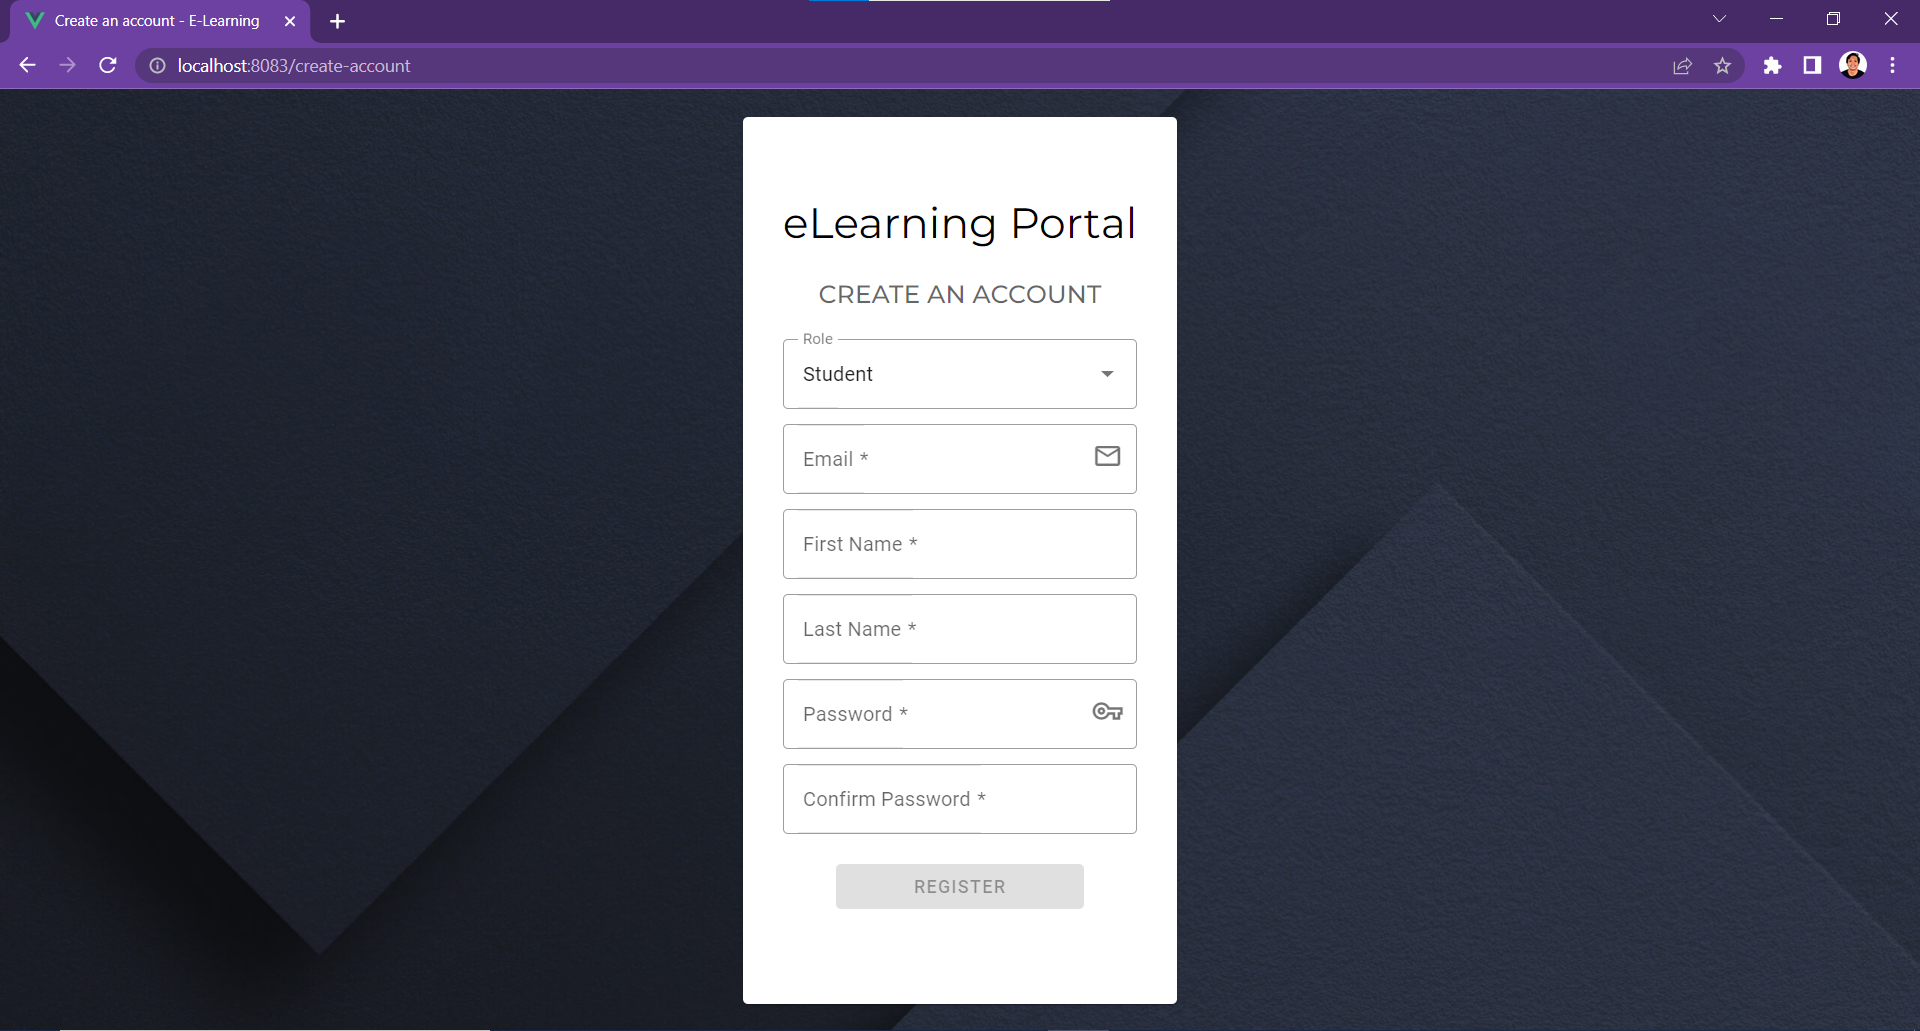 Create an account - E-Learning
localhost:8083/create-account
eLearning Portal
CREATE AN ACCOUNT
Role
Student
Email *
First Name *
Last Name *
Password *
Confirm Password *
REGISTER